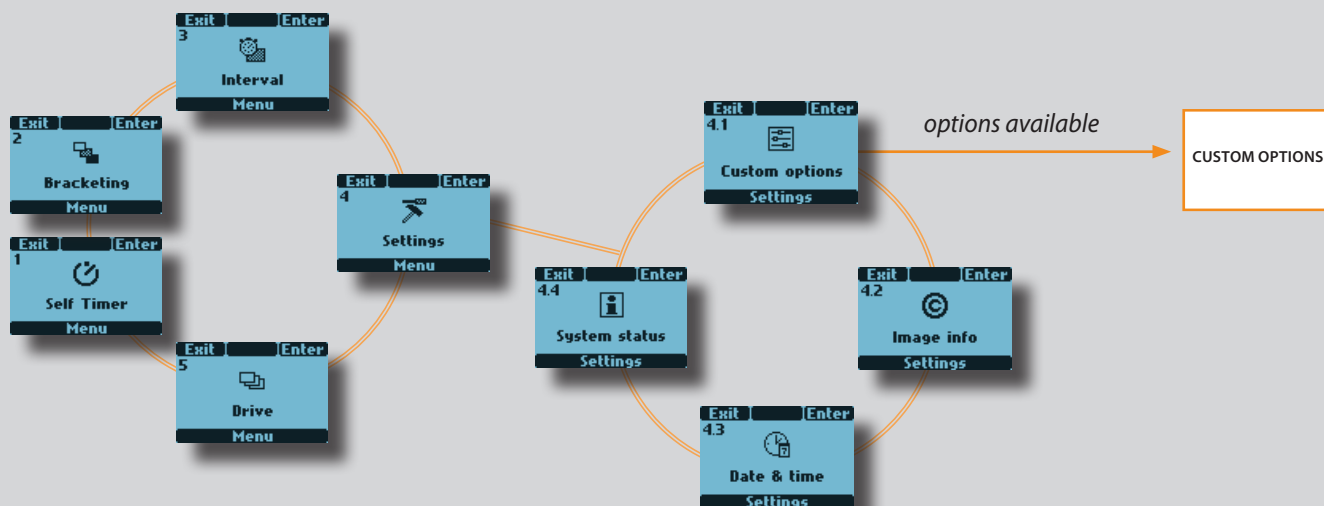 Exit Enter
3
Interval
Menu
Exit Enter
2
Bracketing
Menu
Exit Enter
1
Self Timer
Menu
Exit Enter
5
Drive
Menu
Exit Enter
4
Settings
Menu
Exit Enter
4.1
Custom options
Settings
options available
CUSTOM OPTIONS
Exit Enter
4.4
System status
Settings
Exit Enter
4.2
Image info
Settings
Exit Enter
4.3
Date & time
Settings